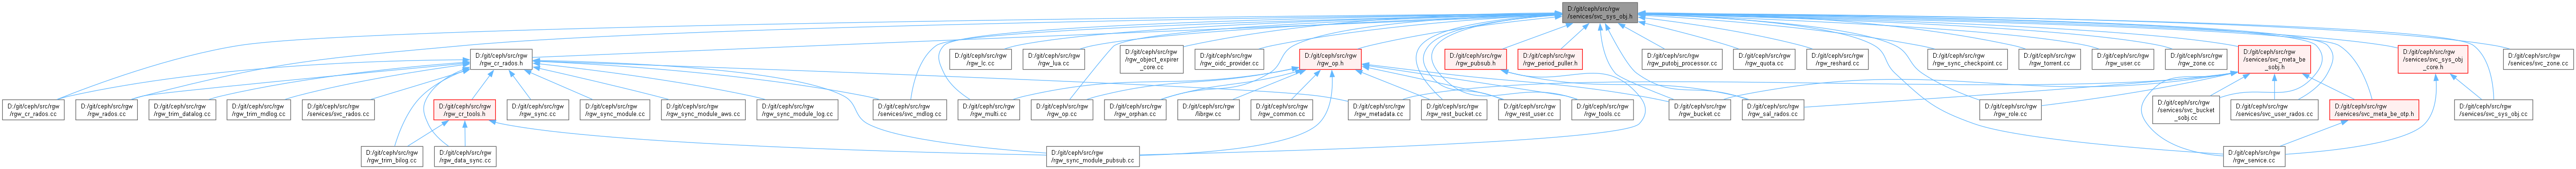 D:/git/ceph/src/rgw
/services/svc_sys_obj.h
D:/git/ceph/src/rgw
/rgw_cr_rados.h
D:/git/ceph/src/rgw
/rgw_lc.cc
D:/git/ceph/src/rgw
/rgw_lua.cc
D:/git/ceph/src/rgw
/rgw_object_expirer
_core.cc
D:/git/ceph/src/rgw
/rgw_oidc_provider.cc
D:/git/ceph/src/rgw
/rgw_op.h
D:/git/ceph/src/rgw
/rgw_pubsub.h
D:/git/ceph/src/rgw
/rgw_period_puller.h
D:/git/ceph/src/rgw
/rgw_putobj_processor.cc
D:/git/ceph/src/rgw
/rgw_quota.cc
D:/git/ceph/src/rgw
/rgw_reshard.cc
D:/git/ceph/src/rgw
/rgw_sync_checkpoint.cc
D:/git/ceph/src/rgw
/rgw_torrent.cc
D:/git/ceph/src/rgw
/rgw_user.cc
D:/git/ceph/src/rgw
/rgw_zone.cc
D:/git/ceph/src/rgw
/services/svc_meta_be
_sobj.h
D:/git/ceph/src/rgw
/services/svc_sys_obj
_core.h
D:/git/ceph/src/rgw
/services/svc_zone.cc
D:/git/ceph/src/rgw
/rgw_cr_rados.cc
D:/git/ceph/src/rgw
/rgw_rados.cc
D:/git/ceph/src/rgw
/rgw_trim_datalog.cc
D:/git/ceph/src/rgw
/rgw_trim_mdlog.cc
D:/git/ceph/src/rgw
/services/svc_rados.cc
D:/git/ceph/src/rgw
/rgw_cr_tools.h
D:/git/ceph/src/rgw
/rgw_sync.cc
D:/git/ceph/src/rgw
/rgw_sync_module.cc
D:/git/ceph/src/rgw
/rgw_sync_module_aws.cc
D:/git/ceph/src/rgw
/rgw_sync_module_log.cc
D:/git/ceph/src/rgw
/services/svc_mdlog.cc
D:/git/ceph/src/rgw
/rgw_multi.cc
D:/git/ceph/src/rgw
/rgw_op.cc
D:/git/ceph/src/rgw
/rgw_orphan.cc
D:/git/ceph/src/rgw
/librgw.cc
D:/git/ceph/src/rgw
/rgw_common.cc
D:/git/ceph/src/rgw
/rgw_metadata.cc
D:/git/ceph/src/rgw
/rgw_rest_bucket.cc
D:/git/ceph/src/rgw
/rgw_rest_user.cc
D:/git/ceph/src/rgw
/rgw_tools.cc
D:/git/ceph/src/rgw
/rgw_bucket.cc
D:/git/ceph/src/rgw
/rgw_sal_rados.cc
D:/git/ceph/src/rgw
/rgw_role.cc
D:/git/ceph/src/rgw
/services/svc_bucket
_sobj.cc
D:/git/ceph/src/rgw
/services/svc_user_rados.cc
D:/git/ceph/src/rgw
/services/svc_meta_be_otp.h
D:/git/ceph/src/rgw
/services/svc_sys_obj.cc
D:/git/ceph/src/rgw
/rgw_trim_bilog.cc
D:/git/ceph/src/rgw
/rgw_data_sync.cc
D:/git/ceph/src/rgw
/rgw_sync_module_pubsub.cc
D:/git/ceph/src/rgw
/rgw_service.cc